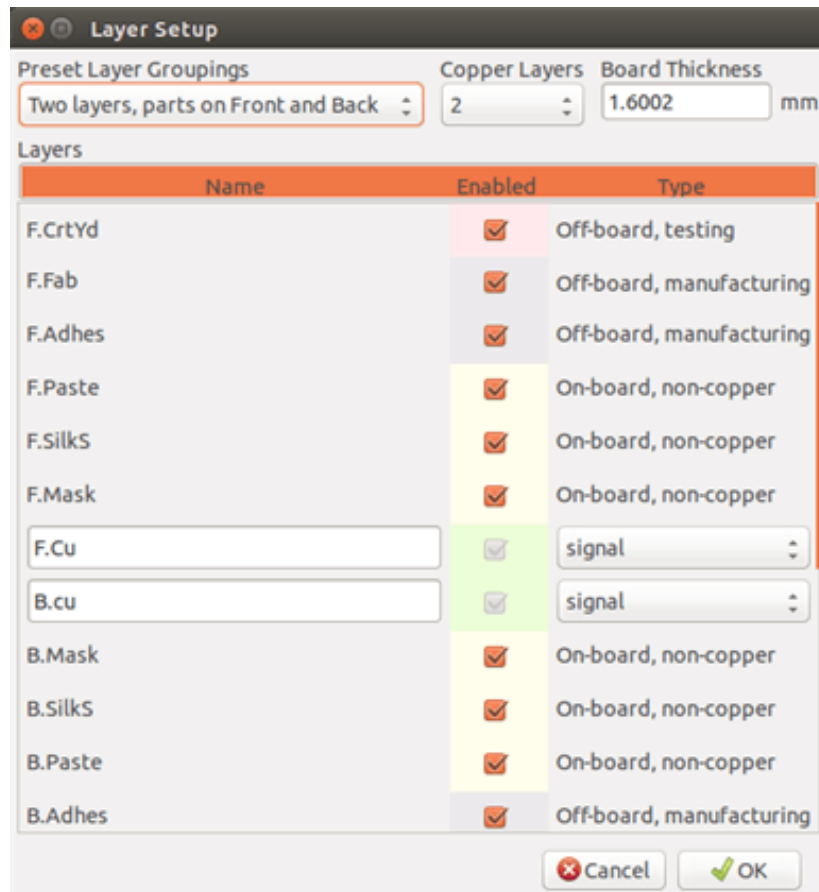 Layer Setup
Preset Layer Groupings Copper Layers Board Thickness
Two layers, parts on Front and Back 2 1.6002 mm
Layers
Name Enabled Type
F.CrtYd Off-board, testing
F.Fab Off-board, manufacturing
F.Adhes Off-board, manufacturing
F.Paste On-board, non-copper
F.SilkS On-board, non-copper
F.Mask On-board, non-copper
F.Cu signal
B.cu signal
B.Mask On-board, non-copper
B.SilkS On-board, non-copper
B.Paste On-board, non-copper
B.Adhes Off-board, manufacturing
Cancel OK